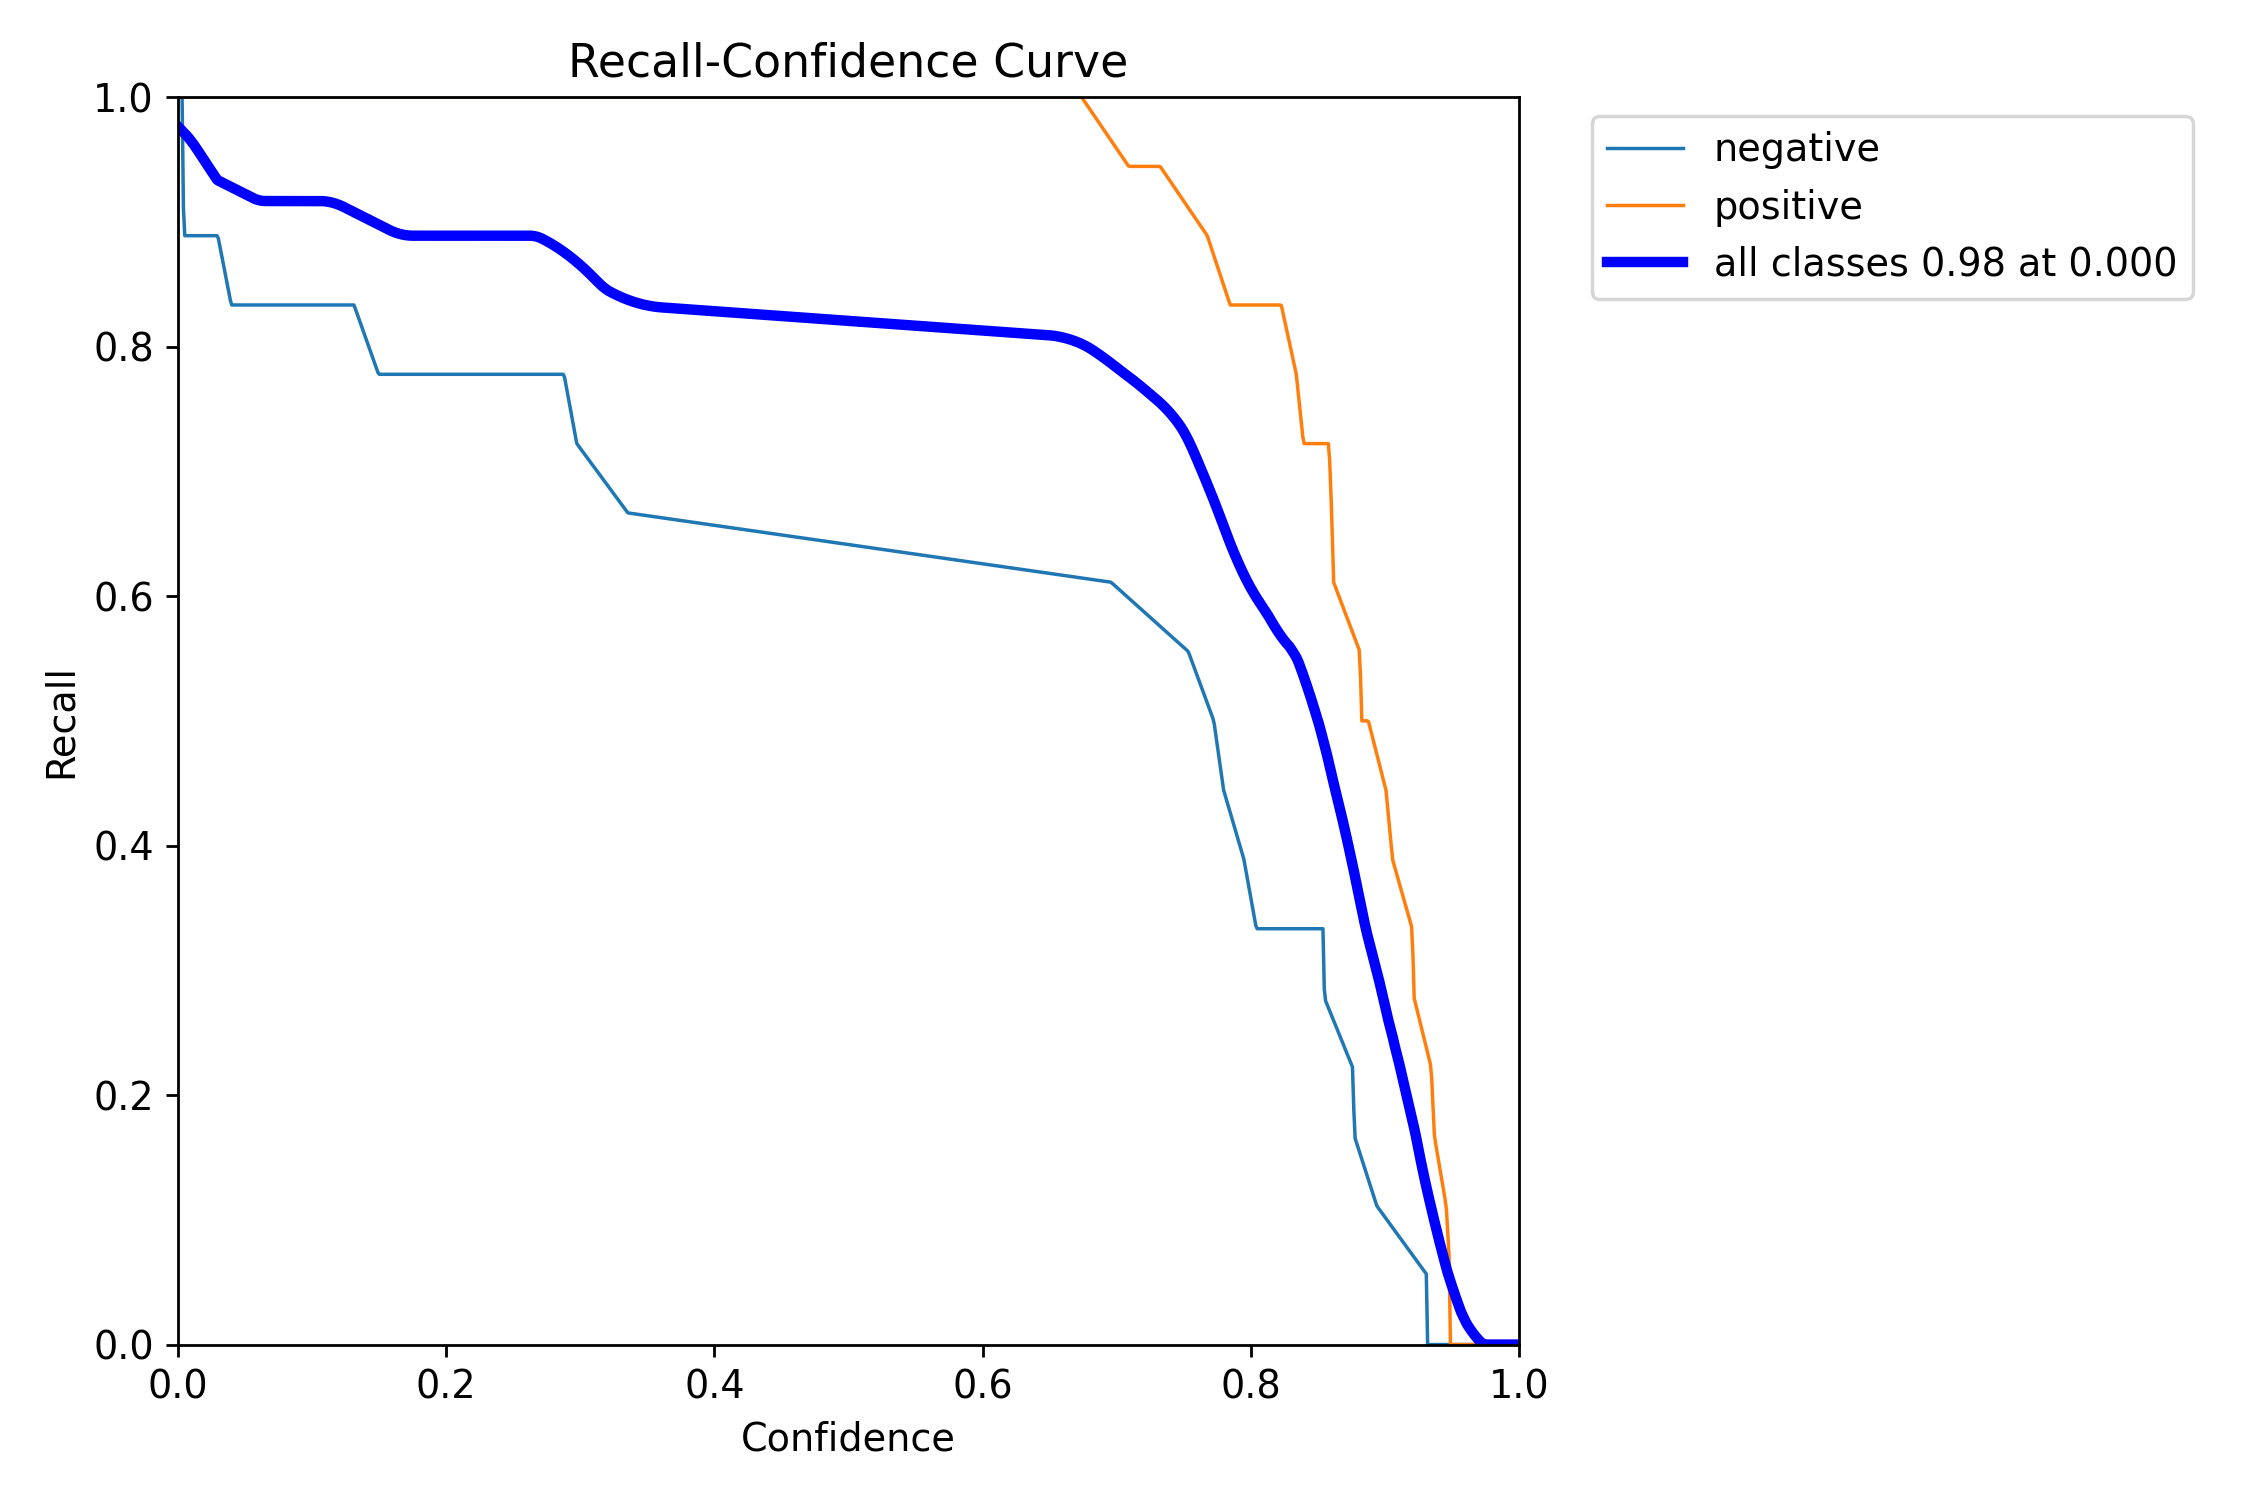 Recall-Confidence Curve
1.0
0.8
0.6
0.4
0.2
0.0
Recall
0.0 0.2 0.4 0.6 0.8 1.0
Confidence
negative
positive
all classes 0.98 at 0.000